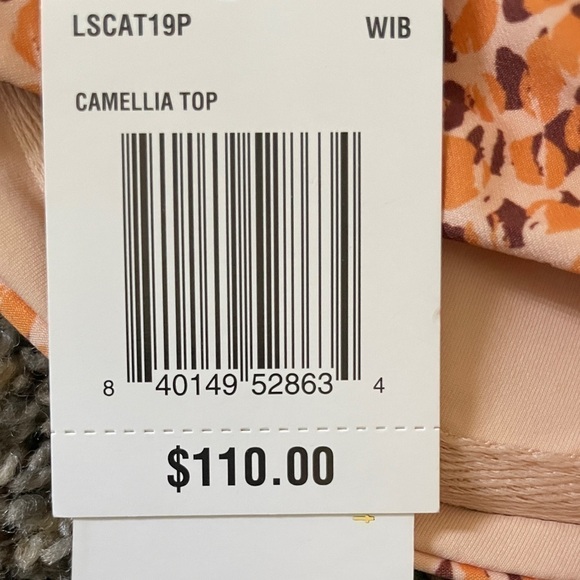 LSCAT19P WIB
CAMELLIA TOP
8 40149 52863 4
$110.00